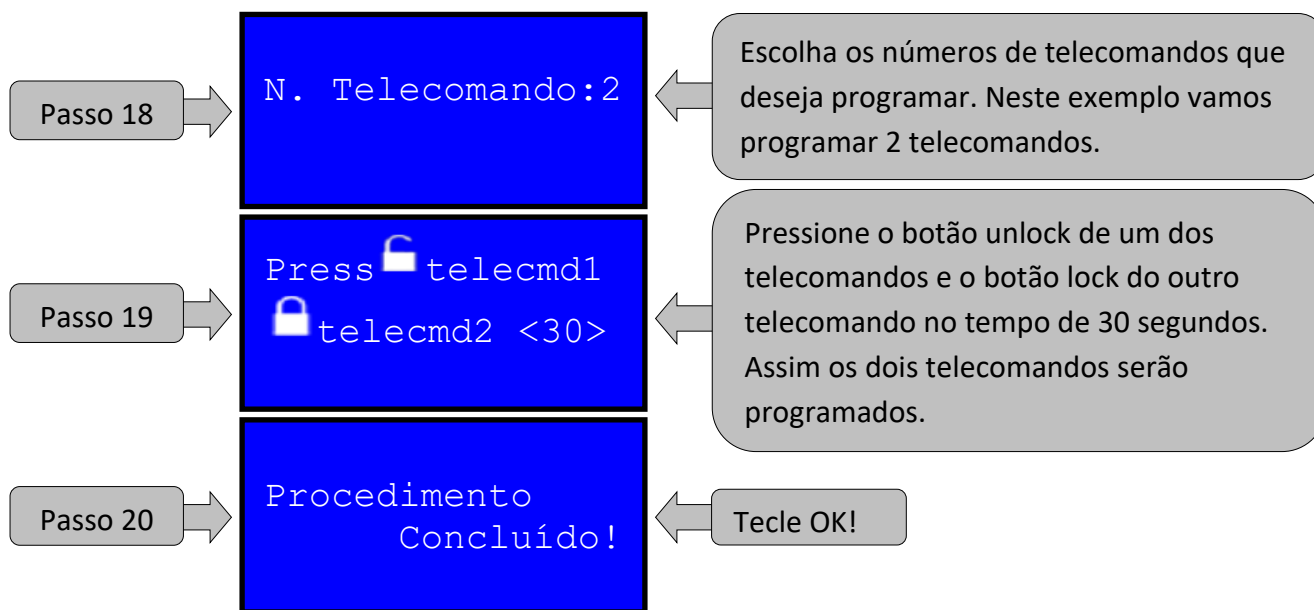 Passo 18
N. Telecomando:2
Escolha os números de telecomandos que
deseja programar. Neste exemplo vamos
programar 2 telecomandos.
Passo 19
Press telecmd1
telecmd2 <30>
Pressione o botão unlock de um dos
telecomandos e o botão lock do outro
telecomando no tempo de 30 segundos.
Assim os dois telecomandos serão
programados.
Passo 20
Procedimento
Concluído!
Tecle OK!